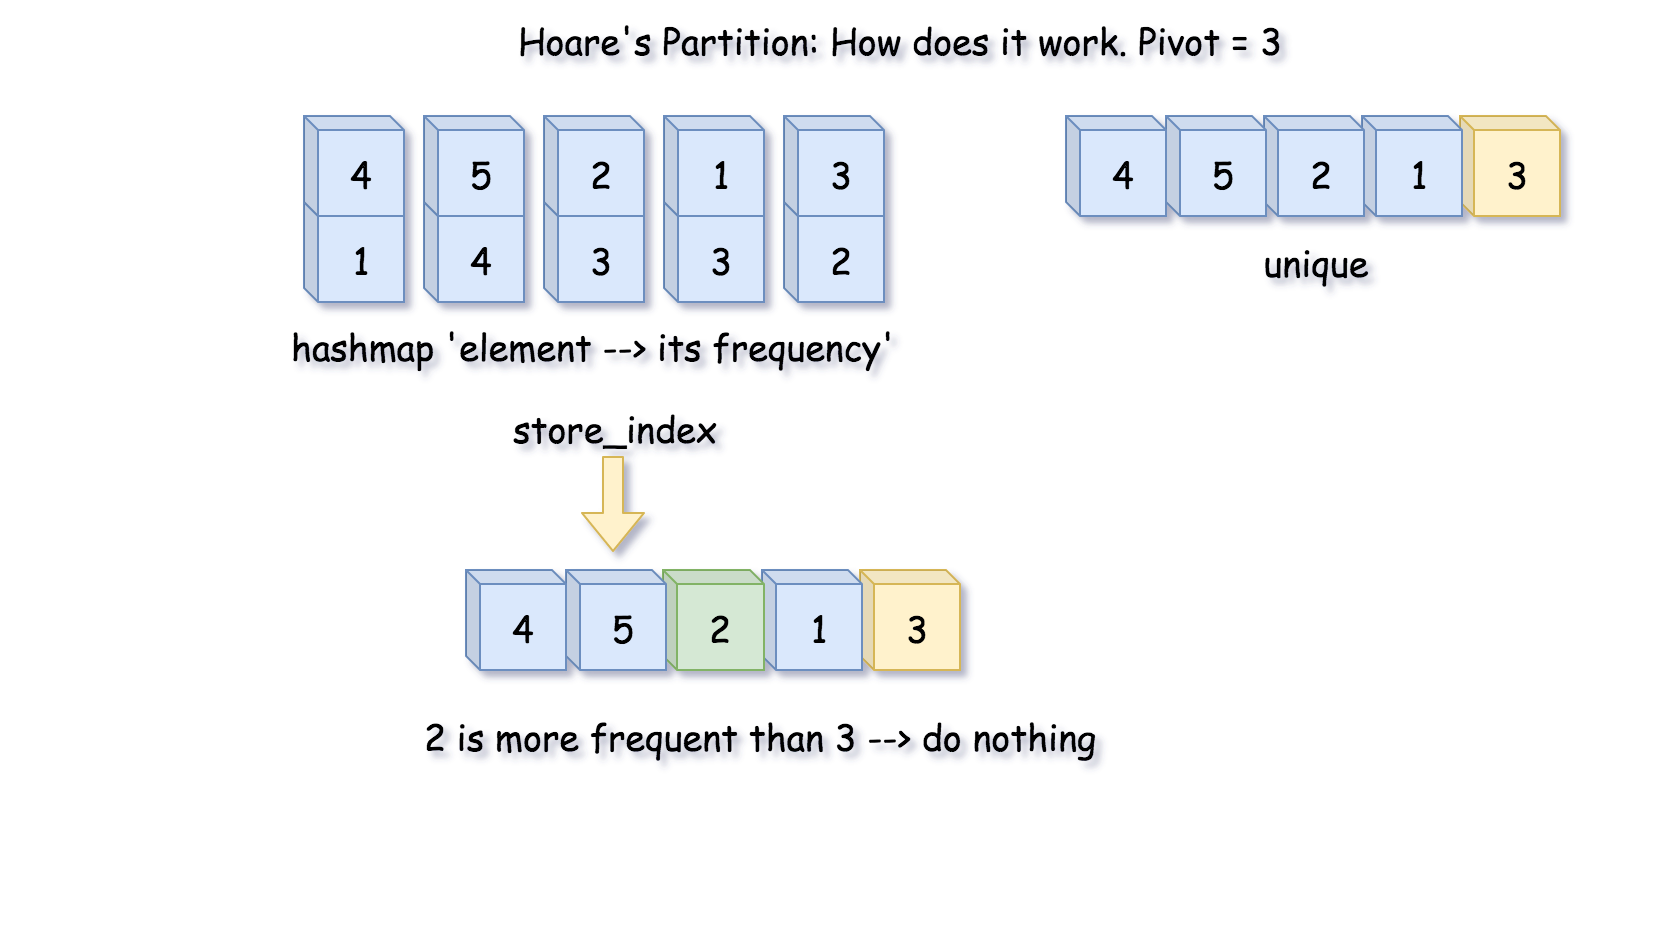 Hoare's Partition: How does it work. Pivot = 3
4 5 2 1 3
1 4 3 3 2
hashmap 'element --> its frequency'
4 5 2 1 3
unique
store_index
4 5 2 1 3
2 is more frequent than 3 --> do nothing